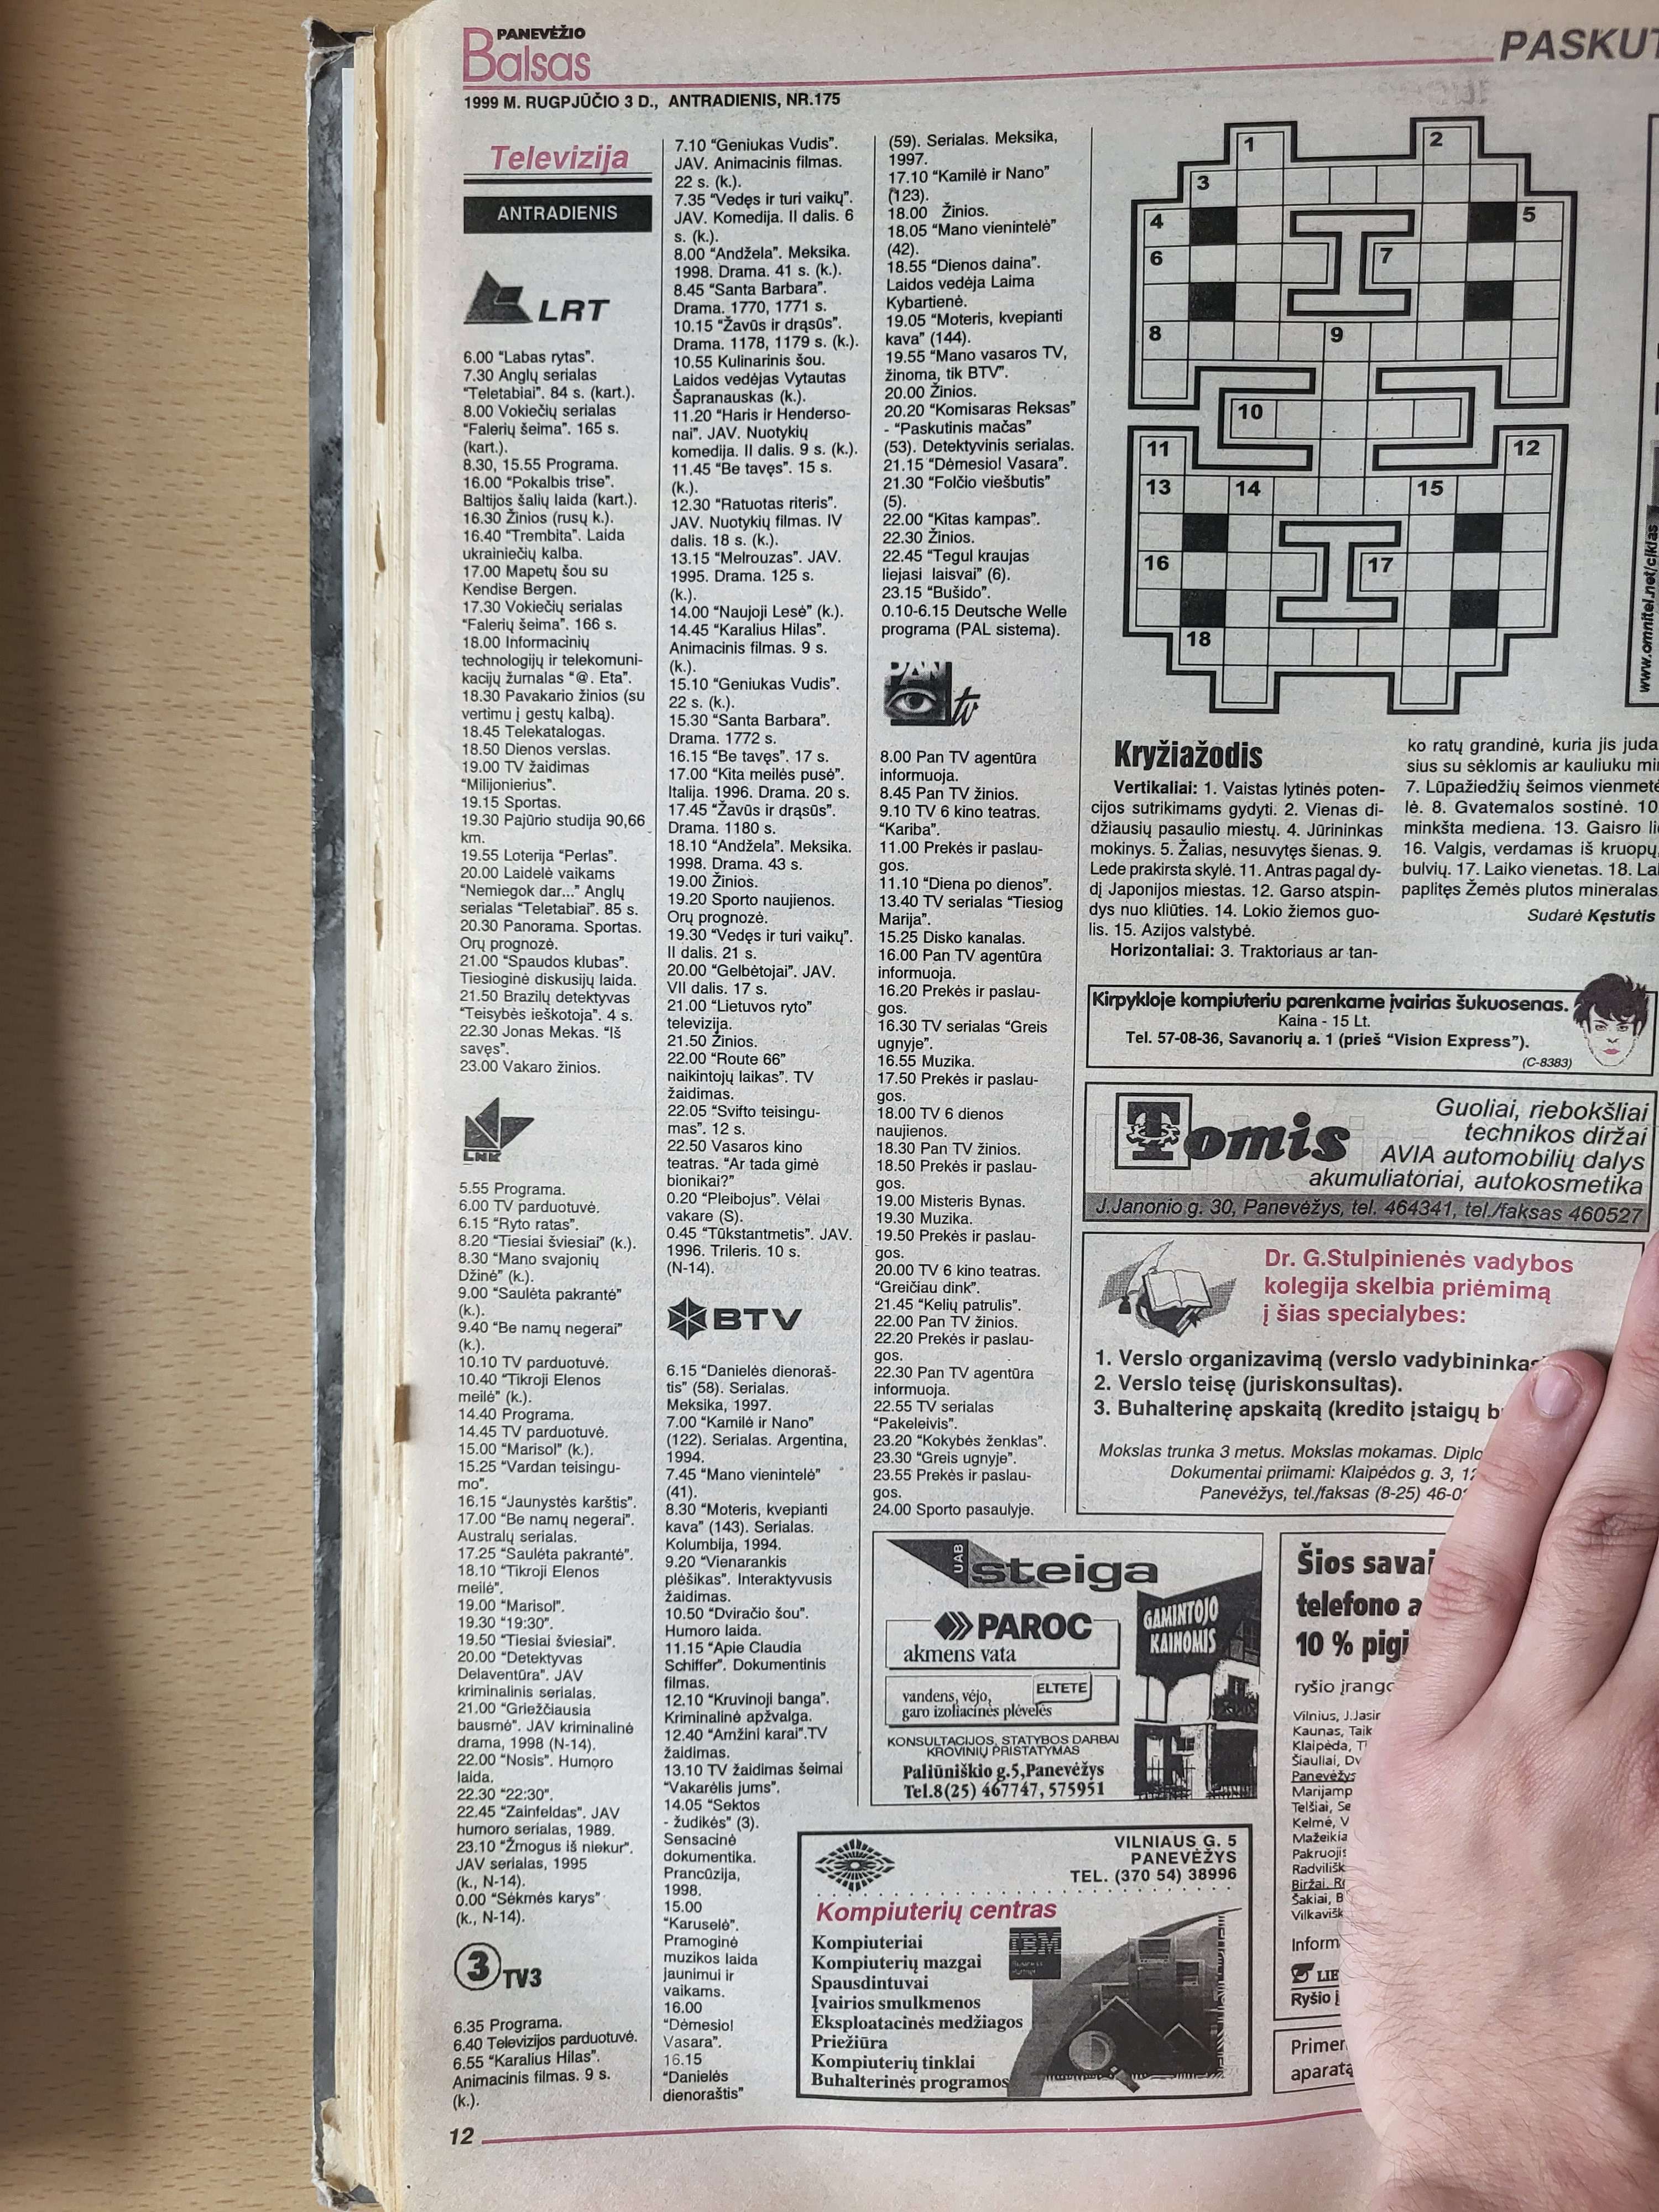 PANEVĖŽIO
Balsas
PASKUT
1999 M. RUGPJŪČIO 3 D., ANTRADIENIS, NR.175
Televizija
ANTRADIENIS
LRT
6.00 “Labas rytas”.
7.30 Anglų serialas
“Teletabiai”. 84 s. (kart.).
8.00 Vokiečių serialas
“Falerių šeima”. 165 s.
(kart.).
8.30, 15.55 Programa.
16.00 “Pokalbis trise”.
Baltijos šalių laida (kart.).
16.30 Žinios (rusų k.).
16.40 “Trembita”. Laida
ukrainiečių kalba.
17.00 Mapetų šou su
Kendise Bergen.
17.30 Vokiečių serialas
“Falerių šeima”. 166 s.
18.00 Informacinių
technologijų ir telekomuni-
kacijų žurnalas “@. Eta”.
18.30 Pavakario žinios (su
vertimu į gestų kalbą).
18.45 Telekatalogas.
18.50 Dienos verslas.
19.00 TV žaidimas
“Milijonierius”.
19.15 Sportas.
19.30 Pajūrio studija 90,66
km.
19.55 Loterija “Perlas”.
20.00 Laidelė vaikams
“Nemiegok dar...” Anglų
serialas “Teletabiai”. 85 s.
20.30 Panorama. Sportas.
Orų prognozė.
21.00 “Spaudos klubas”.
Tiesioginė diskusijų laida.
21.50 Brazilų detektyvas
“Teisybės ieškotoja”. 4 s.
22.30 Jonas Mekas. “Iš
savęs”.
23.00 Vakaro žinios.
LNK
5.55 Programa.
6.00 TV parduotuvė.
6.15 “Ryto ratas”.
8.20 “Tiesiai šviesiai” (k.).
8.30 “Mano svajonių
Džinė” (k.).
9.00 “Saulėta pakrantė”
(k.).
9.40 “Be namų negerai”
(k.).
10.10 TV parduotuvė.
10.40 “Tikroji Elenos
meilė” (k.).
14.40 Programa.
14.45 TV parduotuvė.
15.00 “Marisol” (k.).
15.25 “Vardan teisingu-
mo”.
16.15 “Jaunystės karštis”.
17.00 “Be namų negerai”.
Australų serialas.
17.25 “Saulėta pakrantė”.
18.10 “Tikroji Elenos
meilė”.
19.00 “Marisol”.
19.30 “19:30”.
19.50 “Tiesiai šviesiai”.
20.00 “Detektyvas
Delaventūra”. JAV
kriminalinis serialas.
21.00 “Griežčiausia
bausmė”. JAV kriminalinė
drama, 1998 (N-14).
22.00 “Nosis”. Humoro
laida.
22.30 “22:30”.
22.45 “Zainfeldas”. JAV
humoro serialas, 1989.
23.10 “Žmogus iš niekur”.
JAV serialas, 1995
(k., N-14).
0.00 “Sėkmės karys”
(k., N-14).
3 TV3
6.35 Programa.
6.40 Televizijos parduotuvė.
6.55 “Karalius Hilas”.
Animacinis filmas. 9 s.
(k.).
7.10 “Geniukas Vudis”.
JAV. Animacinis filmas.
22 s. (k.).
7.35 “Vedęs ir turi vaikų”.
JAV. Komedija. II dalis. 6
s. (k.).
8.00 “Andžela”. Meksika.
1998. Drama. 41 s. (k.).
8.45 “Santa Barbara”.
Drama. 1770, 1771 s.
10.15 “Žavūs ir drąsūs”.
Drama. 1178, 1179 s. (k.).
10.55 Kulinarinis šou.
Laidos vedėjas Vytautas
Šapranauskas (k.).
11.20 “Haris ir Henderso-
nai”. JAV. Nuotykių
komedija. II dalis. 9 s. (k.).
11.45 “Be tavęs”. 15 s.
(k.).
12.30 “Ratuotas riteris”.
JAV. Nuotykių filmas. IV
dalis. 18 s. (k.).
13.15 “Melrouzas”. JAV.
1995. Drama. 125 s.
(k.).
14.00 “Naujoji Lesė” (k.).
14.45 “Karalius Hilas”.
Animacinis filmas. 9 s.
(k.).
15.10 “Geniukas Vudis”.
22 s. (k.).
15.30 “Santa Barbara”.
Drama. 1772 s.
16.15 “Be tavęs”. 17 s.
17.00 “Kita meilės pusė”.
Italija. 1996. Drama. 20 s.
17.45 “Žavūs ir drąsūs”.
Drama. 1180 s.
18.10 “Andžela”. Meksika.
1998. Drama. 43 s.
19.00 Žinios.
19.20 Sporto naujienos.
Orų prognozė.
19.30 “Vedęs ir turi vaikų”.
II dalis. 21 s.
20.00 “Gelbėtojai”. JAV.
VII dalis. 17 s.
21.00 “Lietuvos ryto”
televizija.
21.50 Žinios.
22.00 “Route 66”
naikintojų laikas”. TV
žaidimas.
22.05 “Svifto teisingu-
mas”. 12 s.
22.50 Vasaros kino
teatras. “Ar tada gimė
bionikai?”
0.20 “Pleibojus”. Vėlai
vakare (S).
0.45 “Tūkstantmetis”. JAV.
1996. Trileris. 10 s.
(N-14).
BTV
6.15 “Danielės dienoraš-
tis” (58). Serialas.
Meksika, 1997.
7.00 “Kamilė ir Nano”
(122). Serialas. Argentina,
1994.
7.45 “Mano vienintelė”
(41).
8.30 “Moteris, kvepianti
kava” (143). Serialas.
Kolumbija, 1994.
9.20 “Vienarankis
plėšikas”. Interaktyvusis
žaidimas.
10.50 “Dviračio šou”.
Humoro laida.
11.15 “Apie Claudia
Schiffer”. Dokumentinis
filmas.
12.10 “Kruvinoji banga”.
Kriminalinė apžvalga.
12.40 “Amžini karai”.TV
žaidimas.
13.10 TV žaidimas šeimai
“Vakarėlis jums”.
14.05 “Sektos
- žudikės” (3).
Sensacinė
dokumentika.
Prancūzija,
1998.
15.00
“Karuselė”.
Pramoginė
muzikos laida
jaunimui ir
vaikams.
16.00
“Dėmesio!
Vasara”.
16.15
“Danielės
dienoraštis”
(59). Serialas. Meksika,
1997.
17.10 “Kamilė ir Nano”
(123).
18.00 Žinios.
18.05 “Mano vienintelė”
(42).
18.55 “Dienos daina”.
Laidos vedėja Laima
Kybartienė.
19.05 “Moteris, kvepianti
kava” (144).
19.55 “Mano vasaros TV,
žinoma, tik BTV”.
20.00 Žinios.
20.20 “Komisaras Reksas”
- “Paskutinis mačas”
(53). Detektyvinis serialas.
21.15 “Dėmesio! Vasara”.
21.30 “Folčio viešbutis”
(5).
22.00 “Kitas kampas”.
22.30 Žinios.
22.45 “Tegul kraujas
liejasi laisvai” (6).
23.15 “Bušido”.
0.10-6.15 Deutsche Welle
programa (PAL sistema).
PAN tv
8.00 Pan TV agentūra
informuoja.
8.45 Pan TV žinios.
9.10 TV 6 kino teatras.
“Kariba”.
11.00 Prekės ir paslau-
gos.
11.10 “Diena po dienos”.
13.40 TV serialas “Tiesiog
Marija”.
15.25 Disko kanalas.
16.00 Pan TV agentūra
informuoja.
16.20 Prekės ir paslau-
gos.
16.30 TV serialas “Greis
ugnyje”.
16.55 Muzika.
17.50 Prekės ir paslau-
gos.
18.00 TV 6 dienos
naujienos.
18.30 Pan TV žinios.
18.50 Prekės ir paslau-
gos.
19.00 Misteris Bynas.
19.30 Muzika.
19.50 Prekės ir paslau-
gos.
20.00 TV 6 kino teatras.
“Greičiau dink”.
21.45 “Kelių patrulis”.
22.00 Pan TV žinios.
22.20 Prekės ir paslau-
gos.
22.30 Pan TV agentūra
informuoja.
22.55 TV serialas
“Pakeleivis”.
23.20 “Kokybės ženklas”.
23.30 “Greis ugnyje”.
23.55 Prekės ir paslau-
gos.
24.00 Sporto pasaulyje.
1 2
3
4 5
6 7
8 9
10
11 12
13 14 15
16 17
18
www.omnitel.net/ciklas
Kryžiažodis
Vertikaliai: 1. Vaistas lytinės poten-
cijos sutrikimams gydyti. 2. Vienas di-
džiausių pasaulio miestų. 4. Jūrininkas
mokinys. 5. Žalias, nesuvytęs šienas. 9.
Lede prakirsta skylė. 11. Antras pagal dy-
dį Japonijos miestas. 12. Garso atspin-
dys nuo kliūties. 14. Lokio žiemos guo-
lis. 15. Azijos valstybė.
Horizontaliai: 3. Traktoriaus ar tan-
ko ratų grandinė, kuria jis juda
sius su sėklomis ar kauliuku
7. Lūpažiedžių šeimos vienmetė
lė. 8. Gvatemalos sostinė. 10
minkšta mediena. 13. Gaisro
16. Valgis, verdamas iš kruopų,
bulvių. 17. Laiko vienetas. 18.
paplitęs Žemės plutos mineralas
Sudarė Kęstutis
Kirpykloje kompiuteriu parenkame įvairias šukuosenas.
Kaina - 15 Lt.
Tel. 57-08-36, Savanorių a. 1 (prieš “Vision Express”).
(C-8383)
Tomis
Guoliai, riebokšliai
technikos diržai
AVIA automobilių dalys
akumuliatoriai, autokosmetika
J.Janonio g. 30, Panevėžys, tel. 464341, tel./faksas 460527
Dr. G.Stulpinienės vadybos
kolegija skelbia priėmimą
į šias specialybes:
1. Verslo organizavimą (verslo vadybininkas
2. Verslo teisę (juriskonsultas).
3. Buhalterinę apskaitą (kredito įstaigų b
Mokslas trunka 3 metus. Mokslas mokamas. Diplo
Dokumentai priimami: Klaipėdos g. 3,
Panevėžys, tel./faksas (8-25) 46-0
UAB
steiga
PAROC
akmens vata
ELTETE
vandens, vėjo,
garo izoliacinės plėvelės
GAMINTOJO
KAINOMIS
KONSULTACIJOS, STATYBOS DARBAI
KROVINIŲ PRISTATYMAS
Paliūniškio g.5,Panevėžys
Tel.8(25) 467747, 575951
Šios savai
telefono a
10 % pigi
ryšio įrango
Vilnius, J.Jasin
Kaunas, Taik
Klaipėda, T
Šiauliai, Dv
Panevėžys
Marijamp
Telšiai, Se
Kelmė, V
Mažeikia
Pakruojis
Radvilišk
Biržai, R
Šakiai, B
Vilkavišk
Inform
LIE
Ryšio į
Primen
aparatą
VILNIAUS G. 5
PANEVĖŽYS
TEL. (370 54) 38996
Kompiuterių centras
Kompiuteriai
Kompiuterių mazgai
Spausdintuvai
Įvairios smulkmenos
Eksploatacinės medžiagos
Priežiūra
Kompiuterių tinklai
Buhalterinės programos
IBM
12